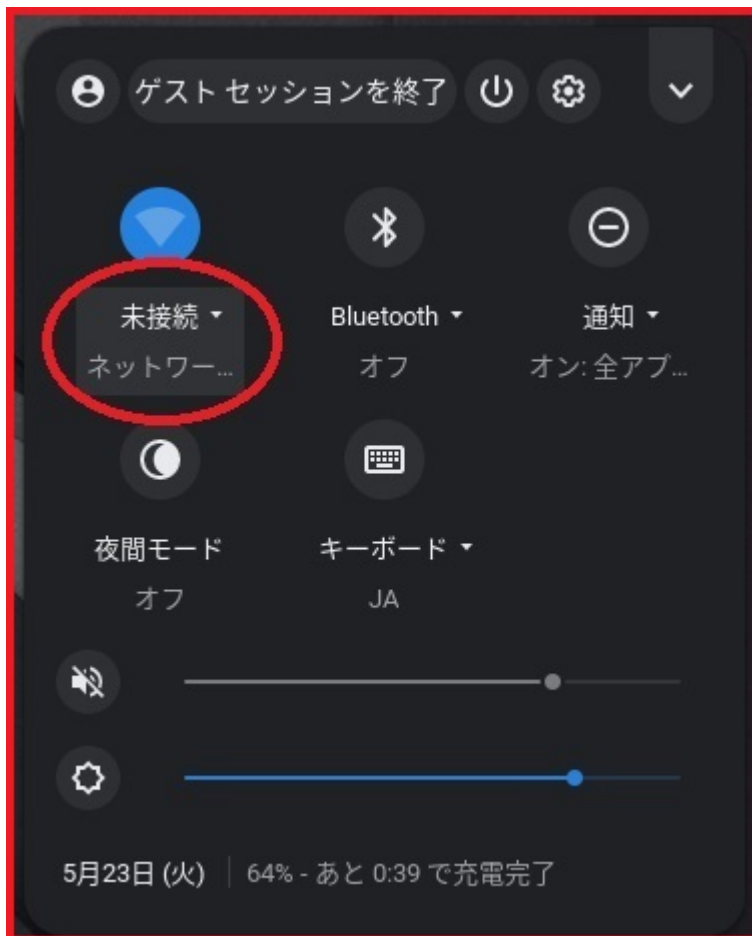 ゲスト セッションを終了
未接続 Bluetooth 通知
ネットワー... オフ オン: 全アプ...
夜間モード キーボード
オフ JA
5月23日 (火) 64% - あと 0:39 で充電完了